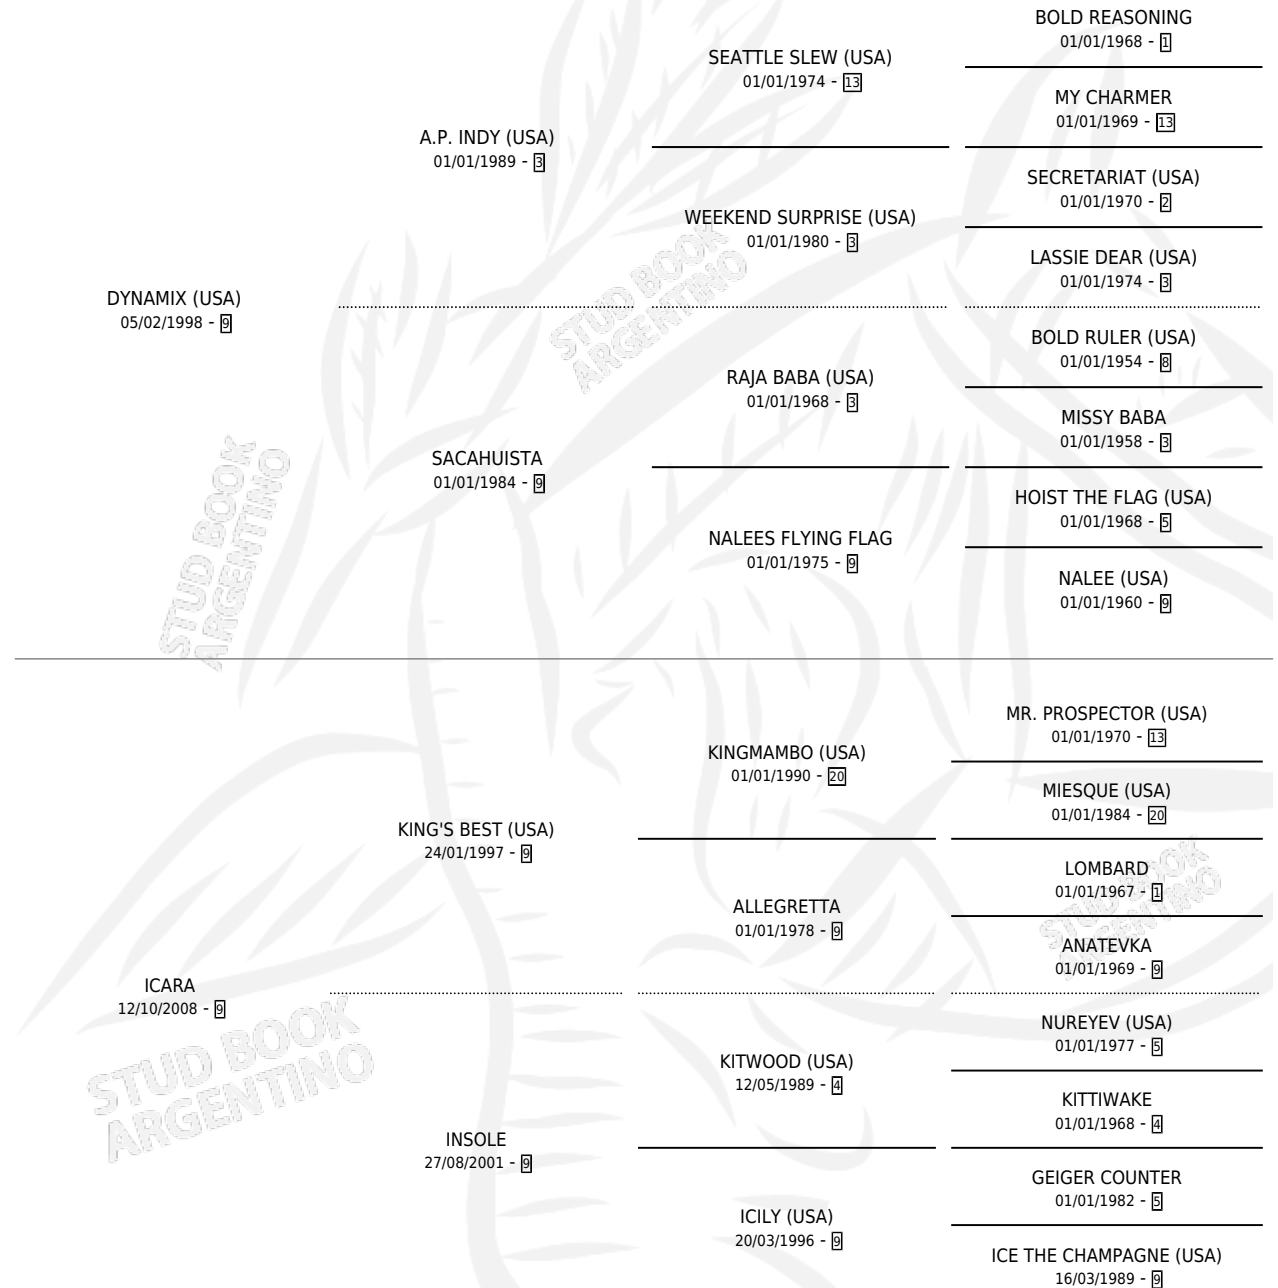 BOLD REASONING
01/01/1968 - 1
SEATTLE SLEW (USA)
01/01/1974 - 13
MY CHARMER
01/01/1969 - 13
A.P. INDY (USA)
01/01/1989 - 3
SECRETARIAT (USA)
01/01/1970 - 2
WEEKEND SURPRISE (USA)
01/01/1980 - 3
LASSIE DEAR (USA)
01/01/1974 - 3
DYNAMIX (USA)
05/02/1998 - 9
BOLD RULER (USA)
01/01/1954 - 8
RAJA BABA (USA)
01/01/1968 - 3
MISSY BABA
01/01/1958 - 3
SACAHUISTA
01/01/1984 - 9
HOIST THE FLAG (USA)
01/01/1968 - 5
NALEES FLYING FLAG
01/01/1975 - 9
NALEE (USA)
01/01/1960 - 9
MR. PROSPECTOR (USA)
01/01/1970 - 13
KINGMAMBO (USA)
01/01/1990 - 20
MIESQUE (USA)
01/01/1984 - 20
KING'S BEST (USA)
24/01/1997 - 9
LOMBARD
01/01/1967 - 1
ALLEGRETTA
01/01/1978 - 9
ANATEVKA
01/01/1969 - 9
ICARA
12/10/2008 - 9
NUREYEV (USA)
01/01/1977 - 5
KITWOOD (USA)
12/05/1989 - 4
KITTIWAKE
01/01/1968 - 4
INSOLE
27/08/2001 - 9
GEIGER COUNTER
01/01/1982 - 5
ICILY (USA)
20/03/1996 - 9
ICE THE CHAMPAGNE (USA)
16/03/1989 - 9
STUD BOOK
ARGENTINO
STUD BOOK
ARGENTINO
STUD BOOK
ARGENTINO
STUD BOOK
ARGENTINO